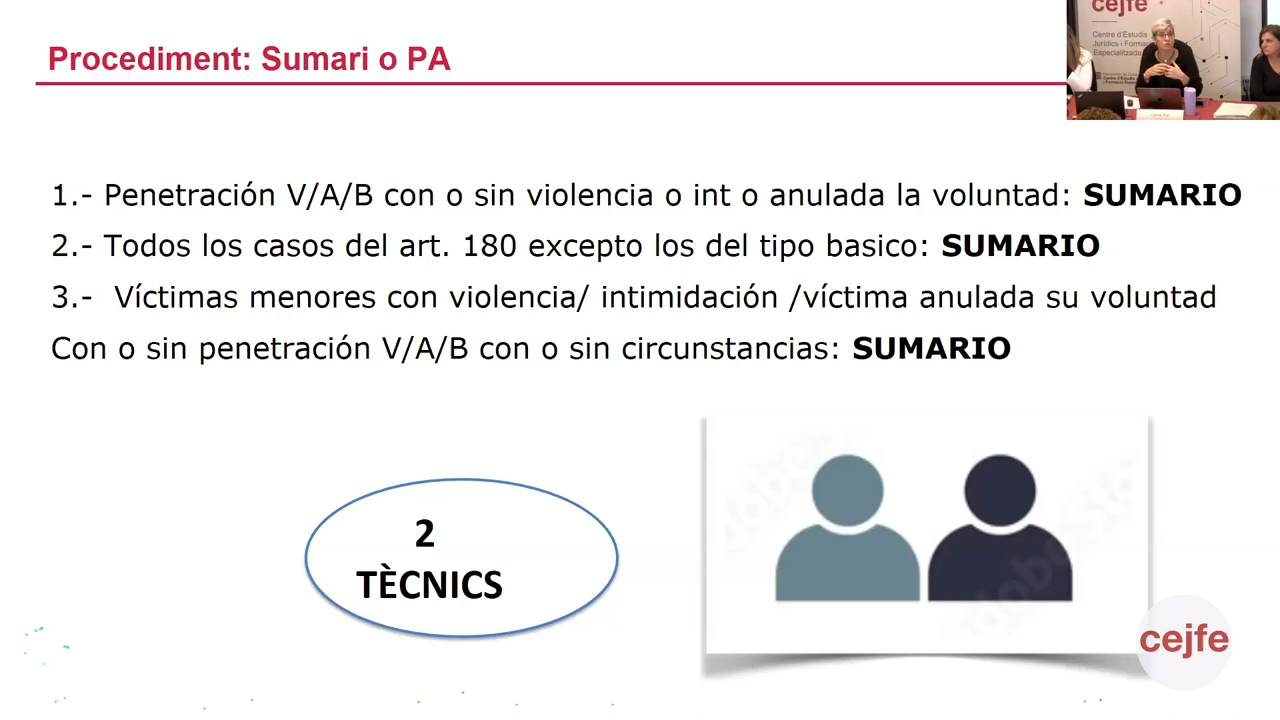 Procediment: Sumari o PA
cejfe
Centre d'Estudis
Jurídics i Formació
Especialitzada
1.- Penetración V/A/B con o sin violencia o int o anulada la voluntad: SUMARIO
2.- Todos los casos del art. 180 excepto los del tipo basico: SUMARIO
3.- Víctimas menores con violencia/ intimidación /víctima anulada su voluntad
Con o sin penetración V/A/B con o sin circunstancias: SUMARIO
2
TÈCNICS
cejfe